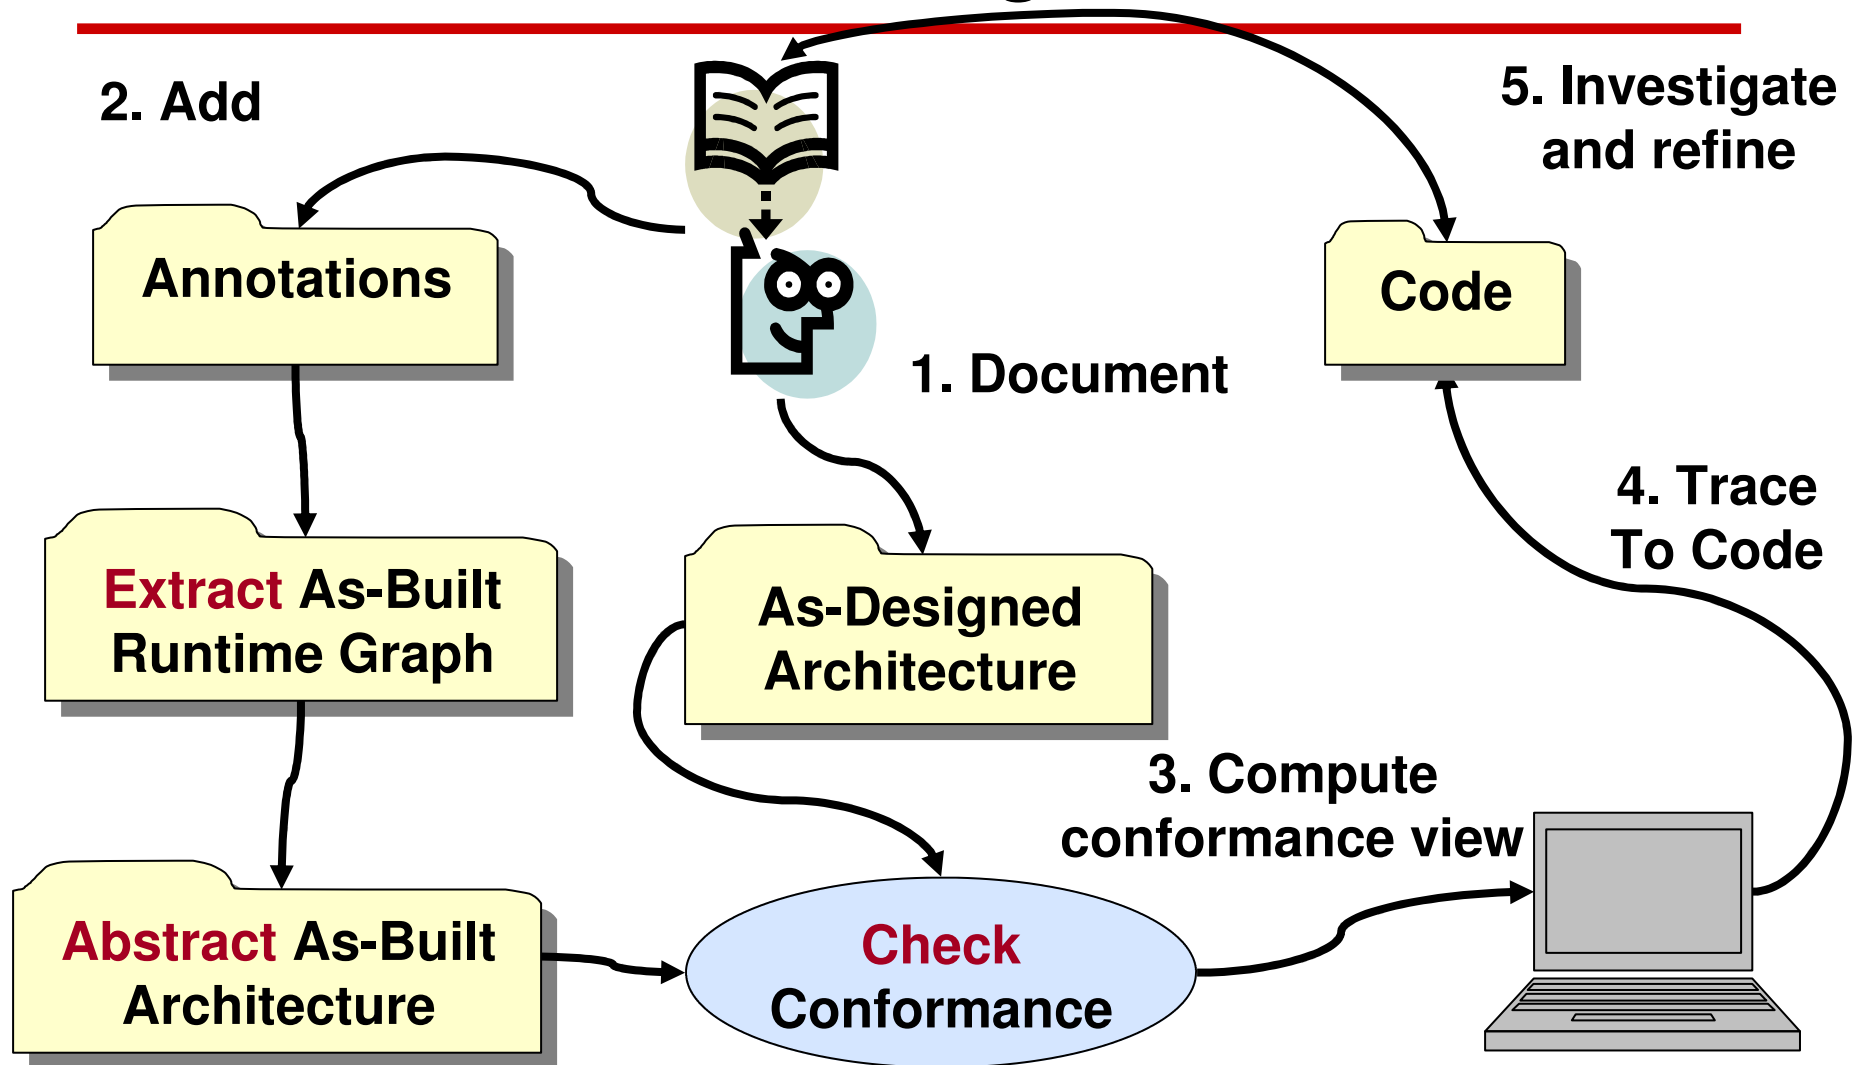 2. Add
5. Investigate
and refine
Annotations
Code
1. Document
4. Trace
To Code
Extract As-Built
Runtime Graph
As-Designed
Architecture
3. Compute
conformance view
Abstract As-Built
Architecture
Check
Conformance